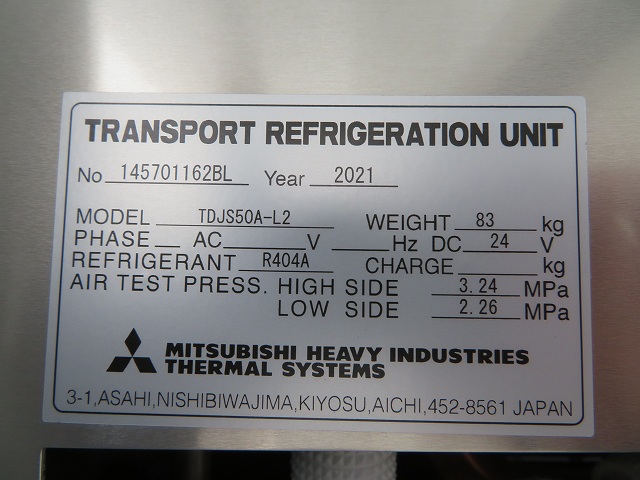 TRANSPORT REFRIGERATION UNIT
No 145701162BL Year 2021
MODEL TDJS50A-L2 WEIGHT 83 kg
PHASE AC V Hz DC 24 V
REFRIGERANT R404A CHARGE kg
AIR TEST PRESS. HIGH SIDE 3.24 MPa
LOW SIDE 2.26 MPa
MITSUBISHI HEAVY INDUSTRIES
THERMAL SYSTEMS
3-1,ASAHI,NISHIBIWAJIMA,KIYOSU,AICHI,452-8561 JAPAN